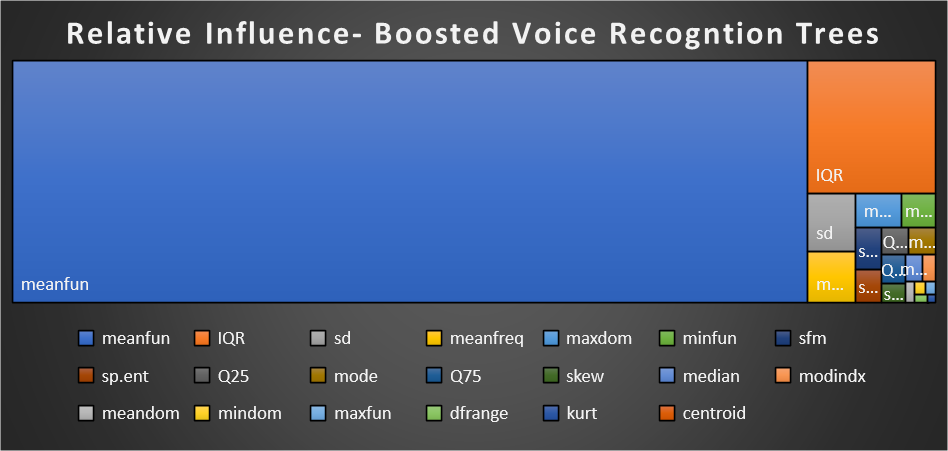 Relative Influence- Boosted Voice Recogntion Trees
IQR
m... m...
sd
s... Q... m...
meanfun
m...
Q... m...
s... s...
meanfun IQR sd meanfreq maxdom minfun sfm
sp.ent Q25 mode Q75 skew median modindx
meandom mindom maxfun dfrange kurt centroid